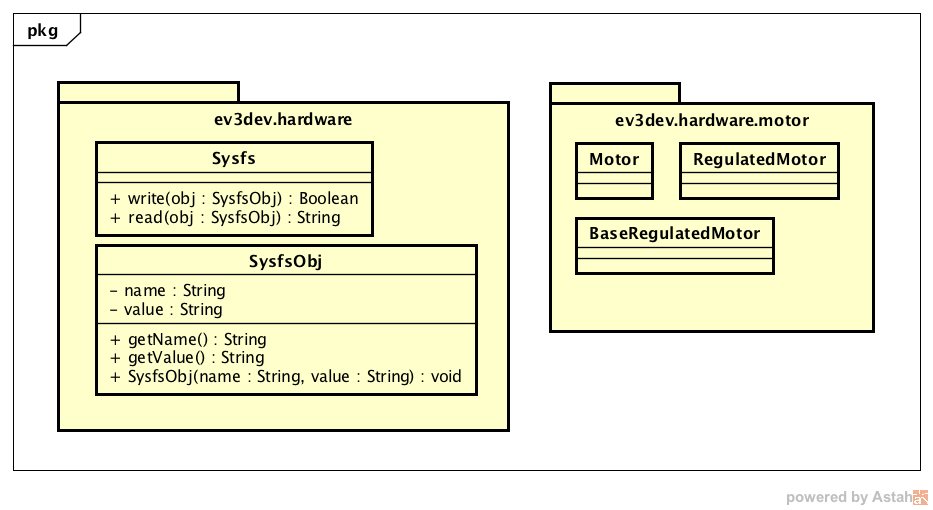 pkg
ev3dev.hardware
Sysfs
+ write(obj : SysfsObj) : Boolean
+ read(obj : SysfsObj) : String
SysfsObj
- name : String
- value : String
+ getName() : String
+ getValue() : String
+ SysfsObj(name : String, value : String) : void
ev3dev.hardware.motor
Motor
RegulatedMotor
BaseRegulatedMotor
powered by Astah